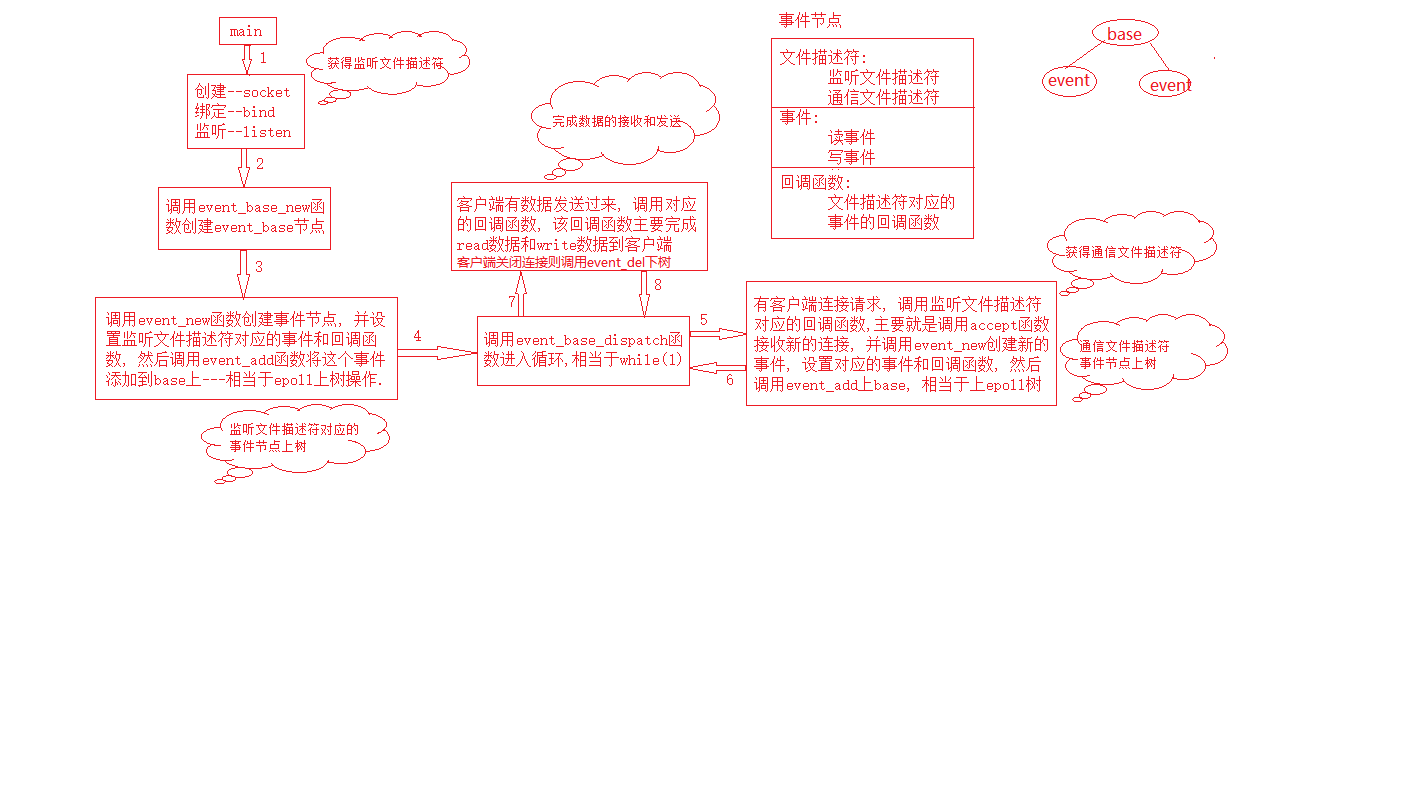 main
1
获得监听文件描述符
创建--socket
绑定--bind
监听--listen
2
调用event_base_new函
数创建event_base节点
3
调用event_new函数创建事件节点, 并设
置监听文件描述符对应的事件和回调函
数, 然后调用event_add函数将这个事件
添加到base上---相当于epoll上树操作.
监听文件描述符对应的
事件节点上树
4
调用event_base_dispatch函
数进入循环,相当于while(1)
完成数据的接收和发送
客户端有数据发送过来, 调用对应
的回调函数, 该回调函数主要完成
read数据和write数据到客户端
客户端关闭连接则调用event_del下树
7
8
5
6
有客户端连接请求, 调用监听文件描述符
对应的回调函数,主要就是调用accept函数
接收新的连接, 并调用event_new创建新的
事件, 设置对应的事件和回调函数, 然后
调用event_add上base, 相当于上epoll树
获得通信文件描述符
通信文件描述符
事件节点上树
事件节点
文件描述符:
监听文件描述符
通信文件描述符
事件:
读事件
写事件
回调函数:
文件描述符对应的
事件的回调函数
base
event
event